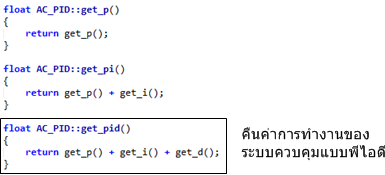 float AC_PID::get_p()
{
return get_p();
}
float AC_PID::get_pi()
{
return get_p() + get_i();
}
float AC_PID::get_pid()
{
return get_p() + get_i() + get_d();
}
คืนค่าการทำงานของ
ระบบควบคุมแบบพีไอดี